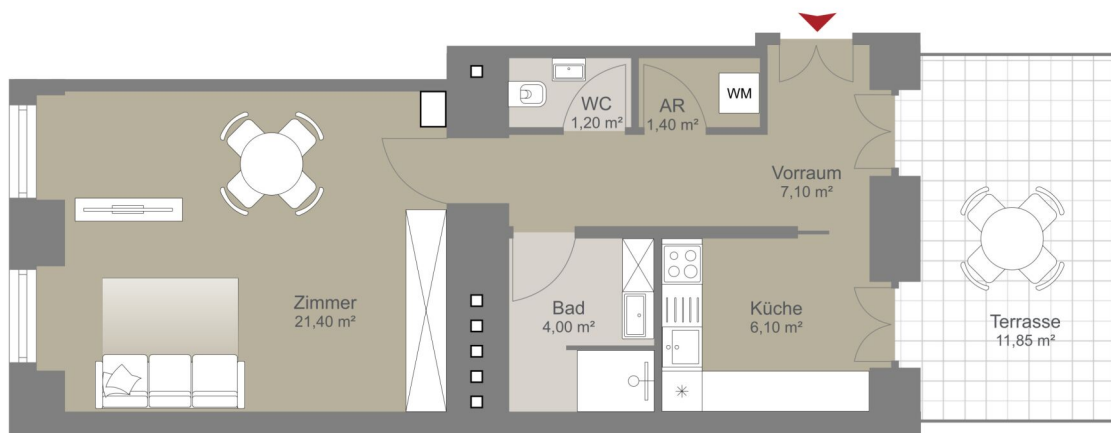 WC
1,20 m²
AR
1,40 m²
WM
Vorraum
7,10 m²
Zimmer
21,40 m²
Bad
4,00 m²
Küche
6,10 m²
Terrasse
11,85 m²